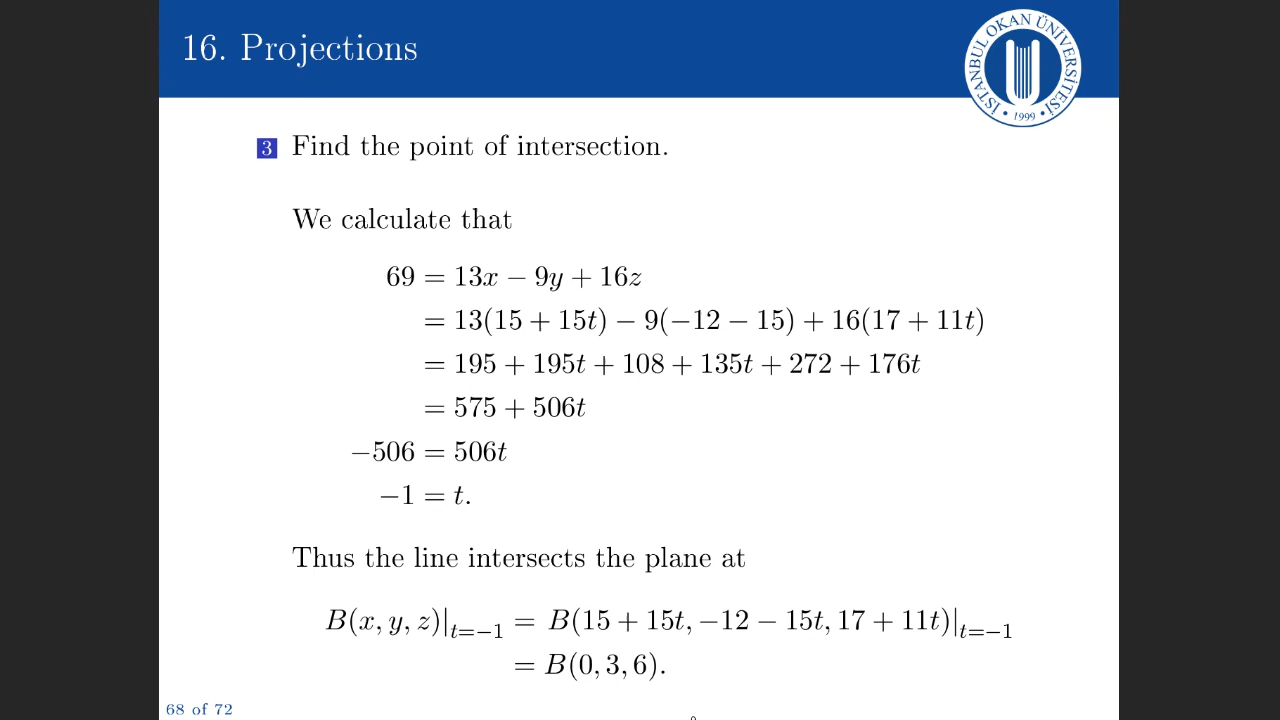 16. Projections
İSTANBUL OKAN ÜNİVERSİTESİ
• 1999 •
3 Find the point of intersection.
We calculate that
69 = 13x − 9y + 16z
= 13(15 + 15t) − 9(−12 − 15) + 16(17 + 11t)
= 195 + 195t + 108 + 135t + 272 + 176t
= 575 + 506t
−506 = 506t
−1 = t.
Thus the line intersects the plane at
B(x, y, z)|t=−1 = B(15 + 15t, −12 − 15t, 17 + 11t)|t=−1
= B(0, 3, 6).
68 of 72